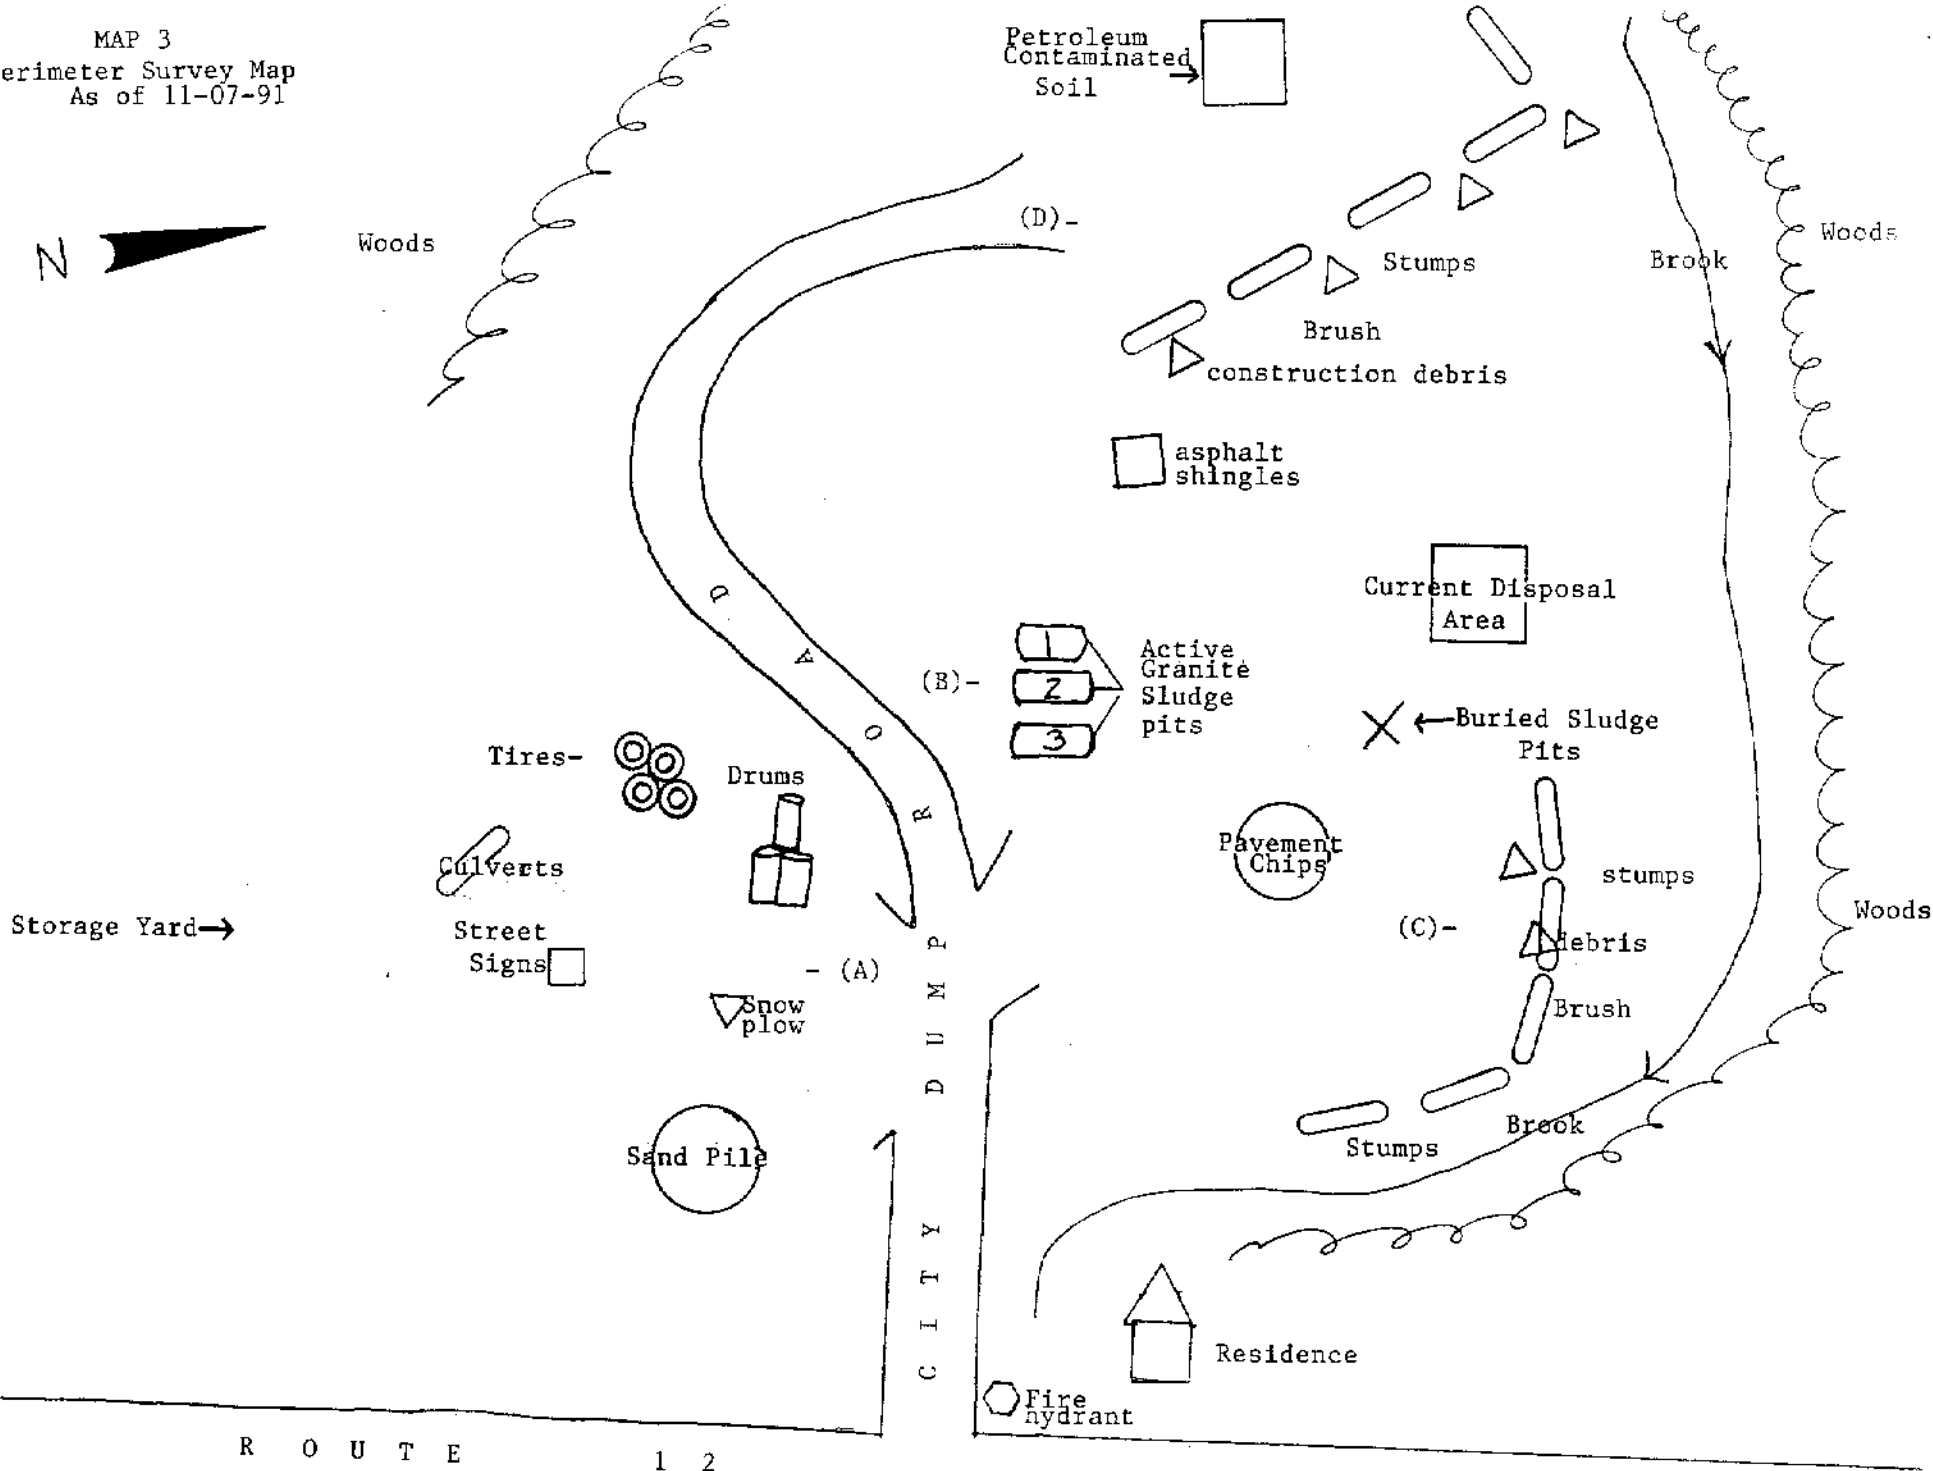 MAP 3
erimeter Survey Map
As of 11-07-91
N
Woods
Petroleum
Contaminated
Soil
(D)-
Stumps
Brook
Woods
Brush
construction debris
asphalt
shingles
Current Disposal
Area
1
2
3
(B)-
Active
Granite
Sludge
pits
Buried Sludge
Pits
Tires-
Drums
Culverts
Pavement
Chips
stumps
Storage Yard
Street
Signs
- (A)
(C)-
debris
Woods
Snow
plow
Brush
Sand Pile
Stumps
Brook
Residence
Fire
hydrant
CITY DUMP ROAD
ROUTE 12